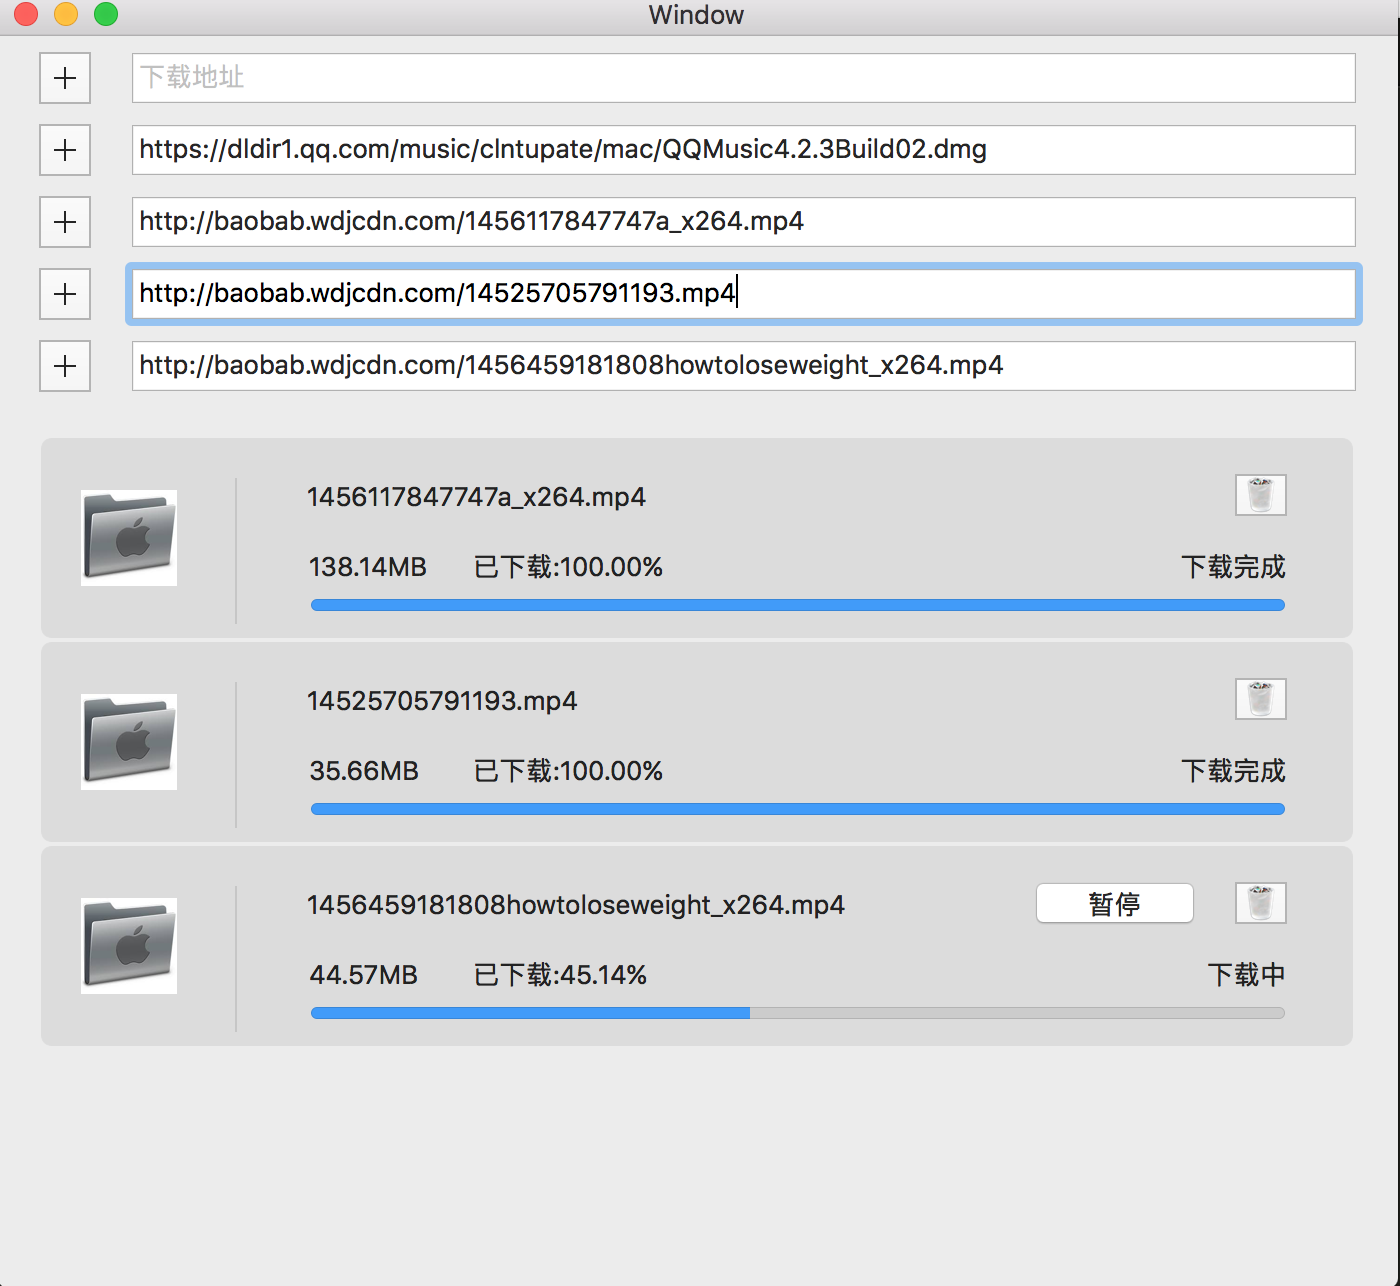 Window
下载地址
https://dldir1.qq.com/music/clntupate/mac/QQMusic4.2.3Build02.dmg
http://baobab.wdjcdn.com/1456117847747a_x264.mp4
http://baobab.wdjcdn.com/14525705791193.mp4
http://baobab.wdjcdn.com/1456459181808howtoloseweight_x264.mp4
1456117847747a_x264.mp4
138.14MB 已下载:100.00% 下载完成
14525705791193.mp4
35.66MB 已下载:100.00% 下载完成
1456459181808howtoloseweight_x264.mp4 暂停
44.57MB 已下载:45.14% 下载中